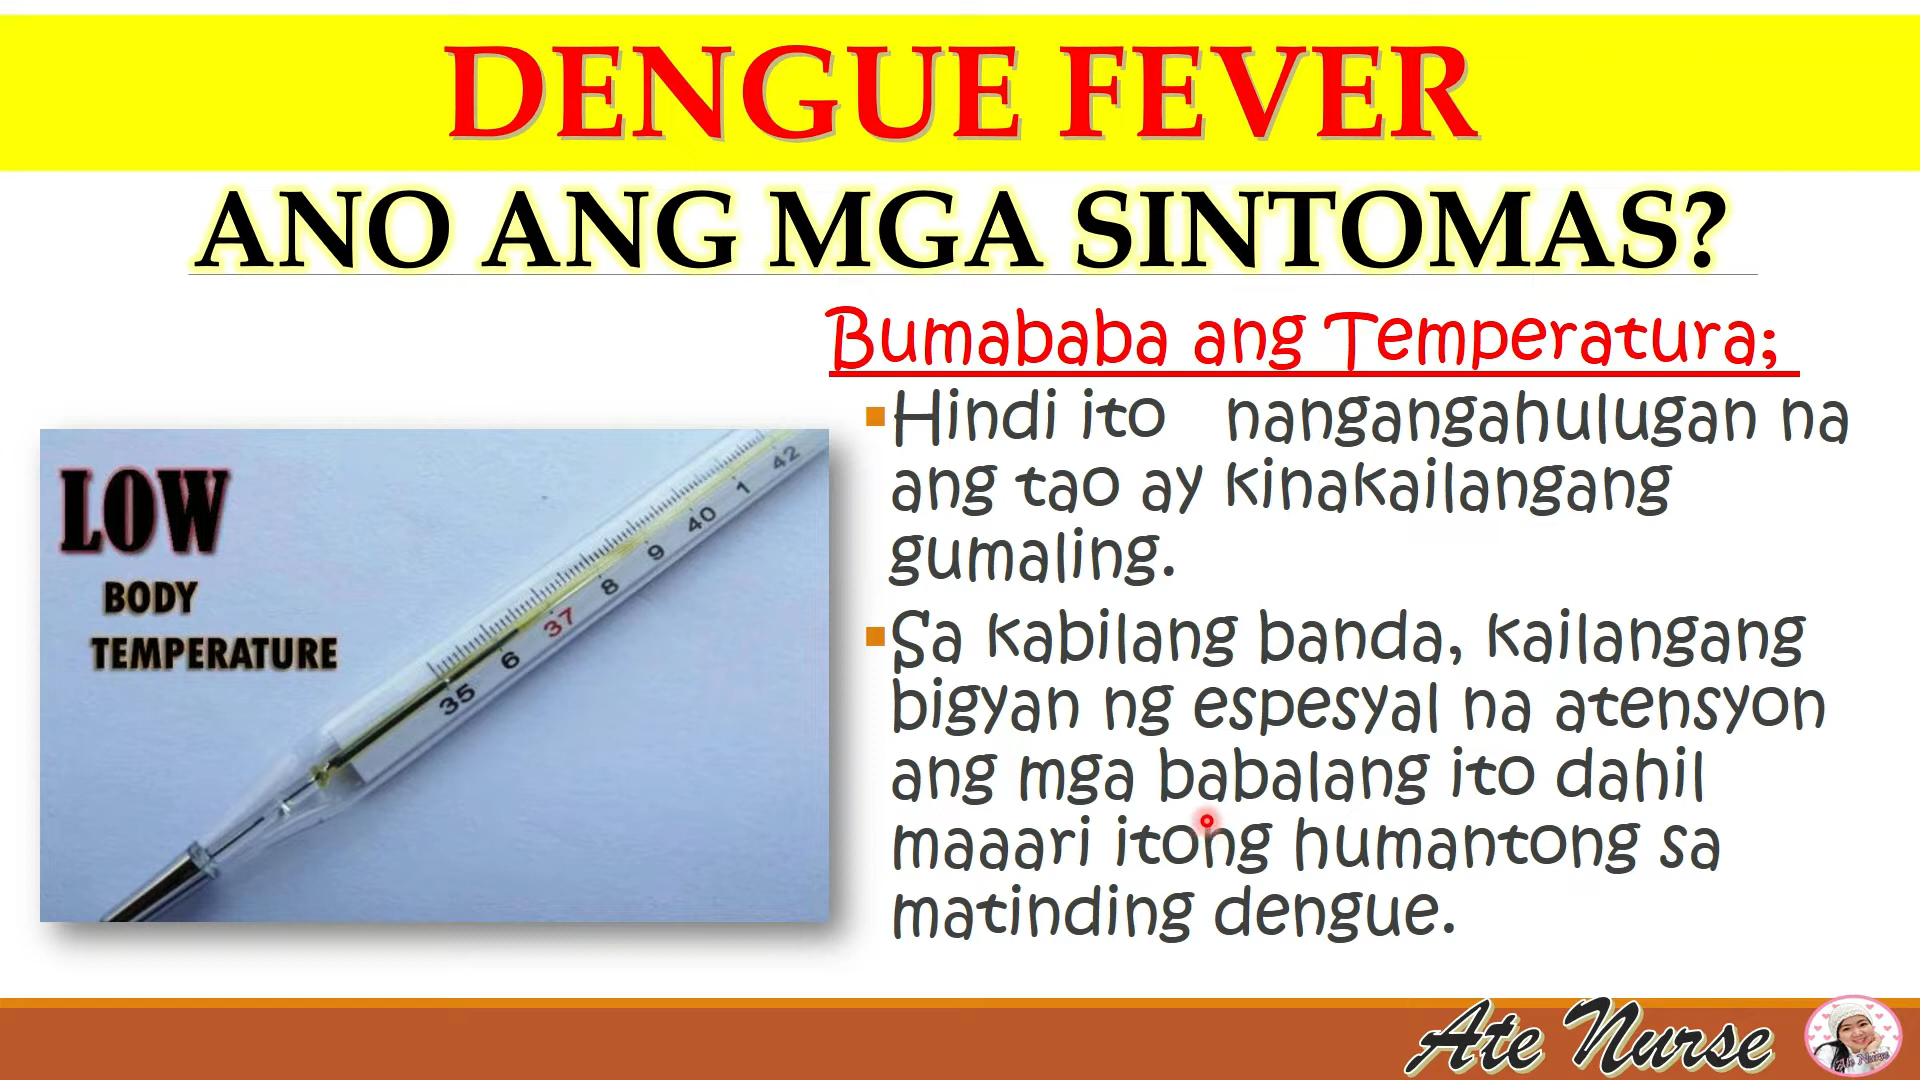 DENGUE FEVER
ANO ANG MGA SINTOMAS?
Bumababa ang Temperatura;
Hindi ito nangangahulugan na
ang tao ay kinakailangang
gumaling.
Sa kabilang banda, kailangang
bigyan ng espesyal na atensyon
ang mga babalang ito dahil
maaari itong humantong sa
matinding dengue.
LOW
BODY
TEMPERATURE
42
1
40
9
8
37
6
35
Ate Nurse
Ate Nurse